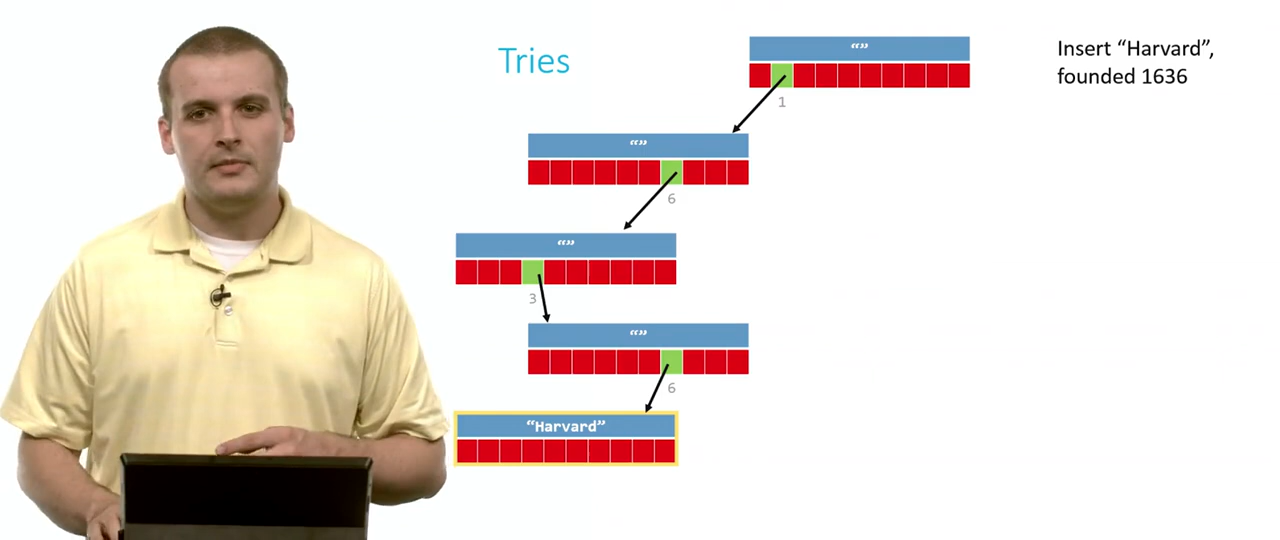 Tries
“”
Insert “Harvard”,
founded 1636
1
“”
6
“”
3
“”
6
“Harvard”